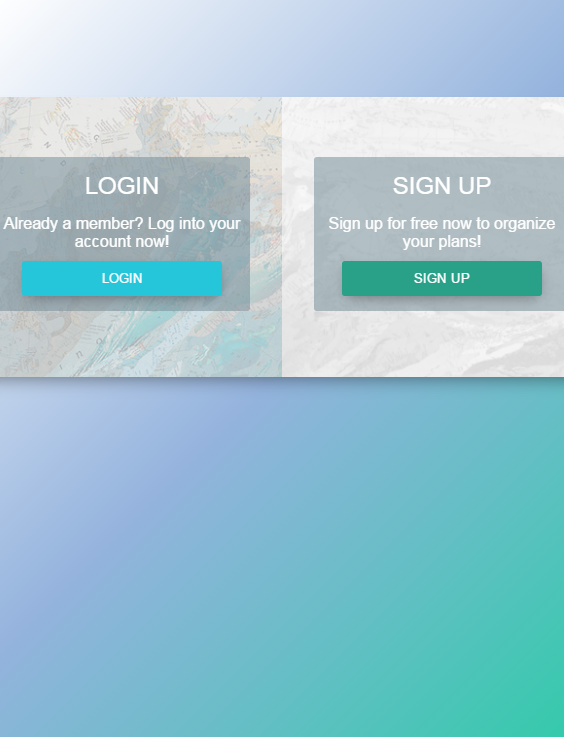 LOGIN
Already a member? Log into your
account now!
LOGIN
SIGN UP
Sign up for free now to organize
your plans!
SIGN UP